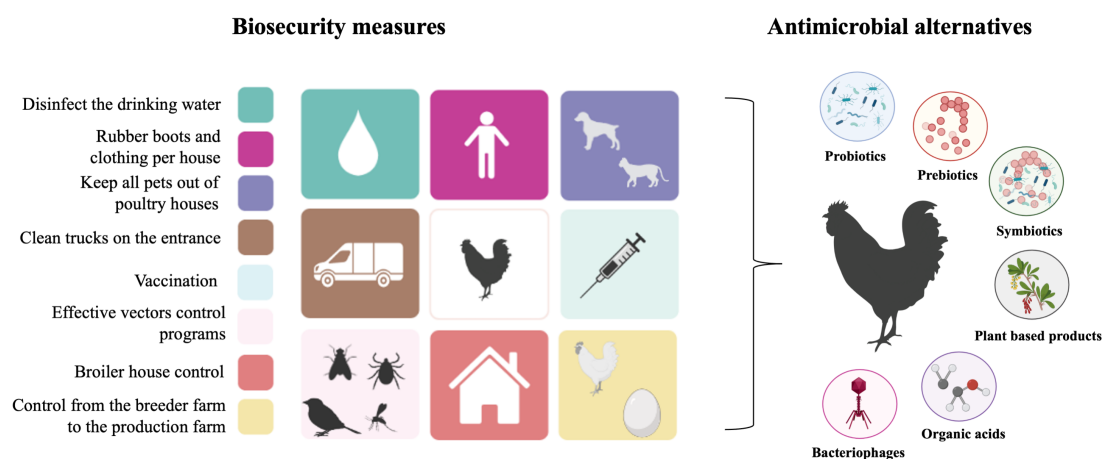 Biosecurity measures
Antimicrobial alternatives
Disinfect the drinking water
Rubber boots and
clothing per house
Keep all pets out of
poultry houses
Clean trucks on the entrance
Vaccination
Effective vectors control
programs
Broiler house control
Control from the breeder farm
to the production farm
Probiotics
Prebiotics
Symbiotics
Plant based products
Organic acids
Bacteriophages